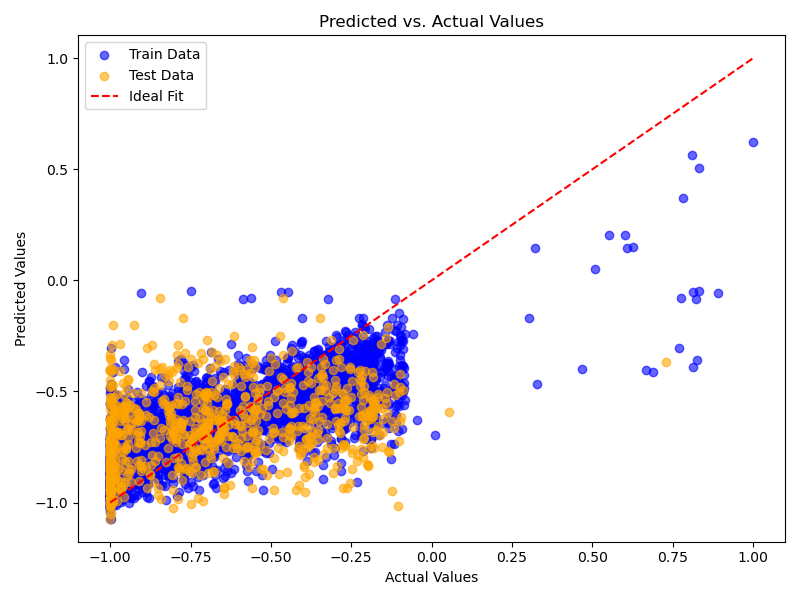 Predicted vs. Actual Values
Train Data
Test Data
Ideal Fit
1.0
0.5
0.0
−0.5
−1.0
Predicted Values
−1.00 −0.75 −0.50 −0.25 0.00 0.25 0.50 0.75 1.00
Actual Values